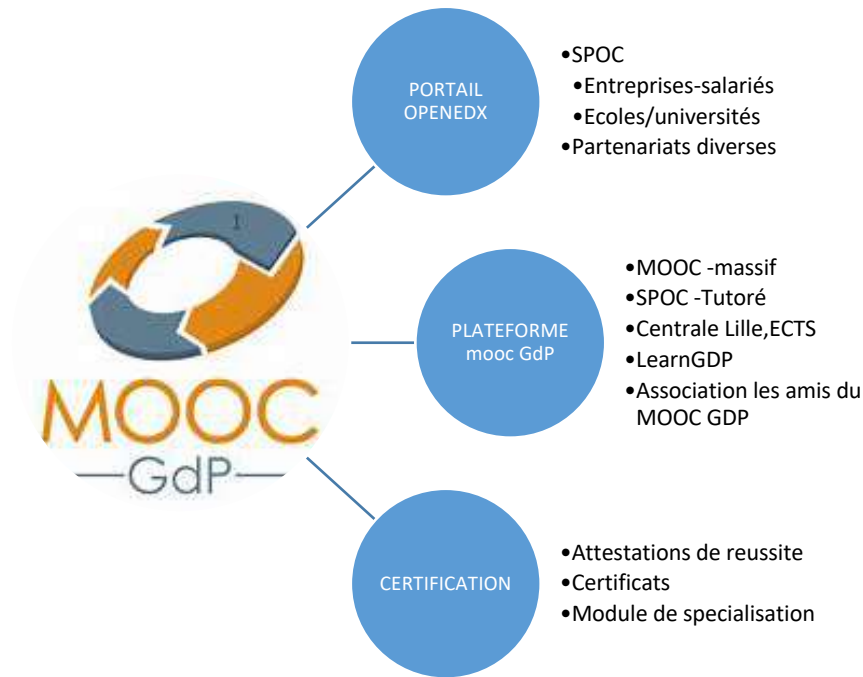 PORTAIL
OPENEDX
•SPOC
•Entreprises-salariés
•Ecoles/universités
•Partenariats diverses
1
MOOC
GdP
PLATEFORME
mooc GdP
•MOOC -massif
•SPOC -Tutoré
•Centrale Lille,ECTS
•LearnGDP
•Association les amis du
MOOC GDP
CERTIFICATION
•Attestations de reussite
•Certificats
•Module de specialisation